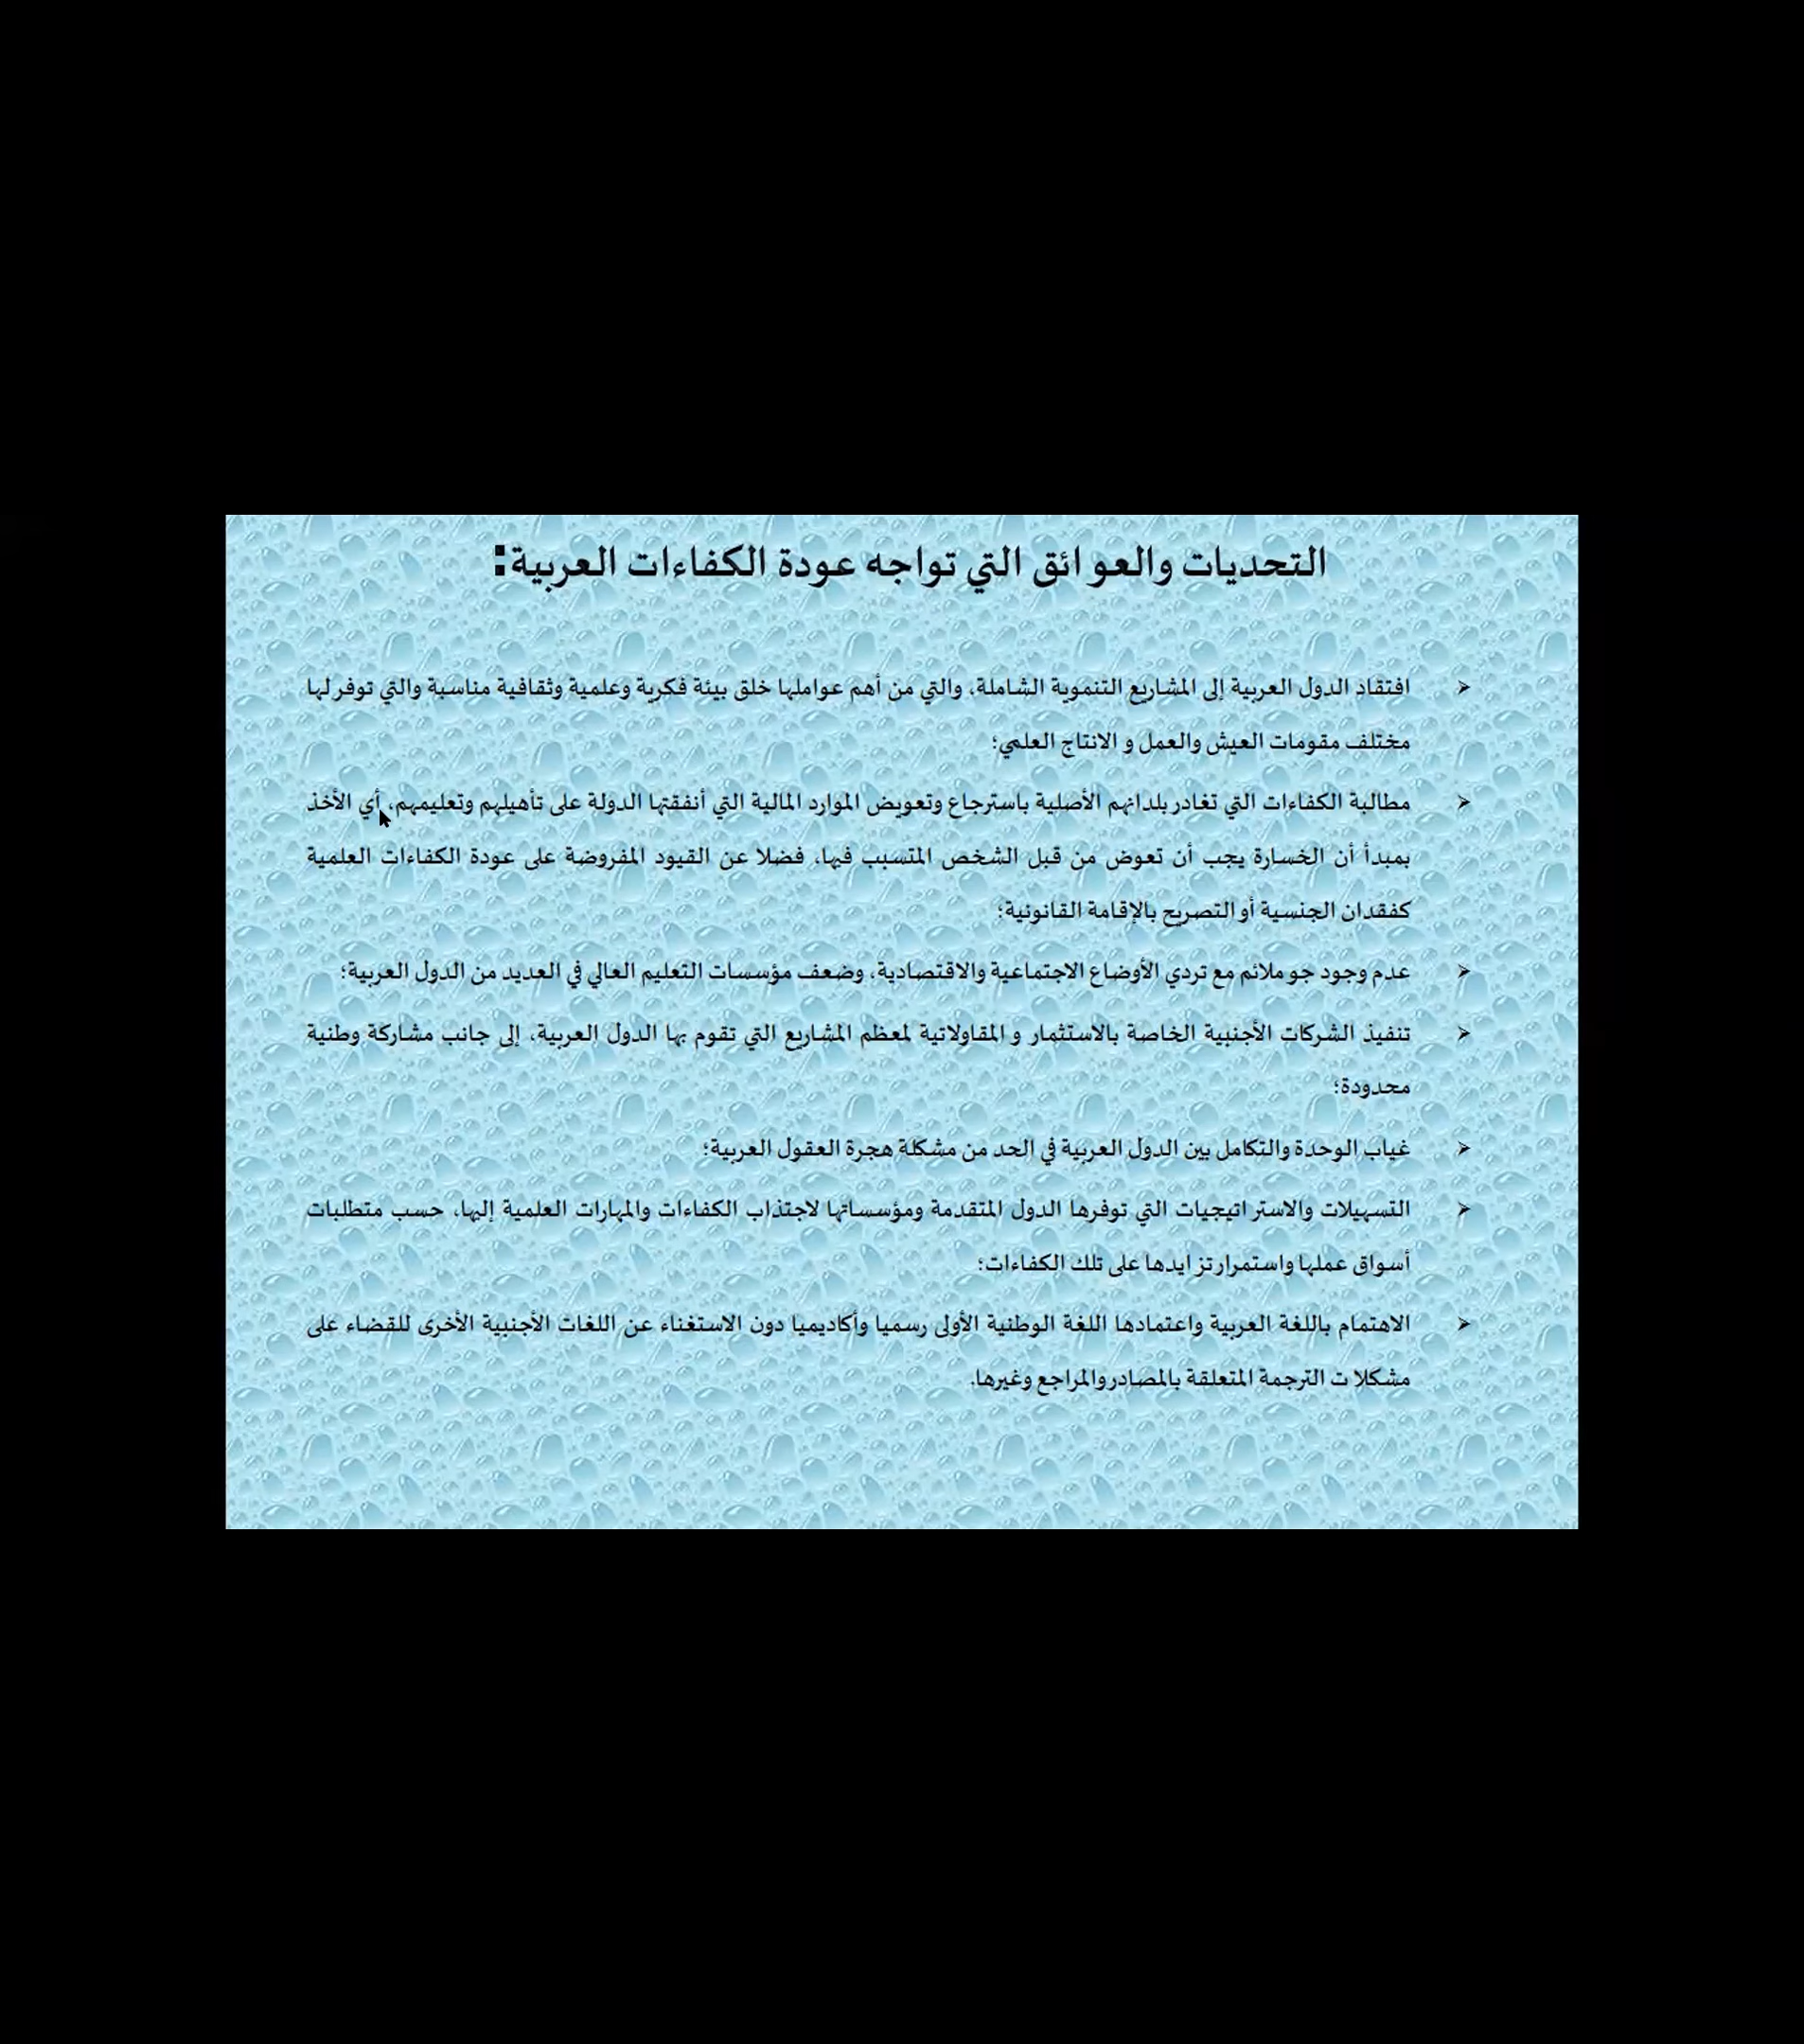 التحديات والعوائق التي تواجه عودة الكفاءات العربية:
افتقاد الدول العربية إلى المشاريع التنموية الشاملة، والتي من أهم عواملها خلق بيئة فكرية وعلمية وثقافية مناسبة والتي توفر لها
مختلف مقومات العيش والعمل و الانتاج العلمي؛
مطالبة الكفاءات التي تغادر بلدانهم الأصلية باسترجاع وتعويض الموارد المالية التي أنفقتها الدولة على تأهيلهم وتعليمهم، أي الأخذ
بمبدأ أن الخسارة يجب أن تعوض من قبل الشخص المتسبب فيها، فضلا عن القيود المفروضة على عودة الكفاءات العلمية
كفقدان الجنسية أو التصريح بالإقامة القانونية؛
عدم وجود جو ملائم مع تردي الأوضاع الاجتماعية والاقتصادية، وضعف مؤسسات التعليم العالي في العديد من الدول العربية؛
تنفيذ الشركات الأجنبية الخاصة بالاستثمار و المقاولاتية لمعظم المشاريع التي تقوم بها الدول العربية، إلى جانب مشاركة وطنية
محدودة؛
غياب الوحدة والتكامل بين الدول العربية في الحد من مشكلة هجرة العقول العربية؛
التسهيلات والاستراتيجيات التي توفرها الدول المتقدمة ومؤسساتها لاجتذاب الكفاءات والمهارات العلمية إليها، حسب متطلبات
أسواق عملها واستمرار تزايدها على تلك الكفاءات؛
الاهتمام باللغة العربية واعتمادها اللغة الوطنية الأولى رسميا وأكاديميا دون الاستغناء عن اللغات الأجنبية الأخرى للقضاء على
مشكلات الترجمة المتعلقة بالمصادر والمراجع وغيرها.